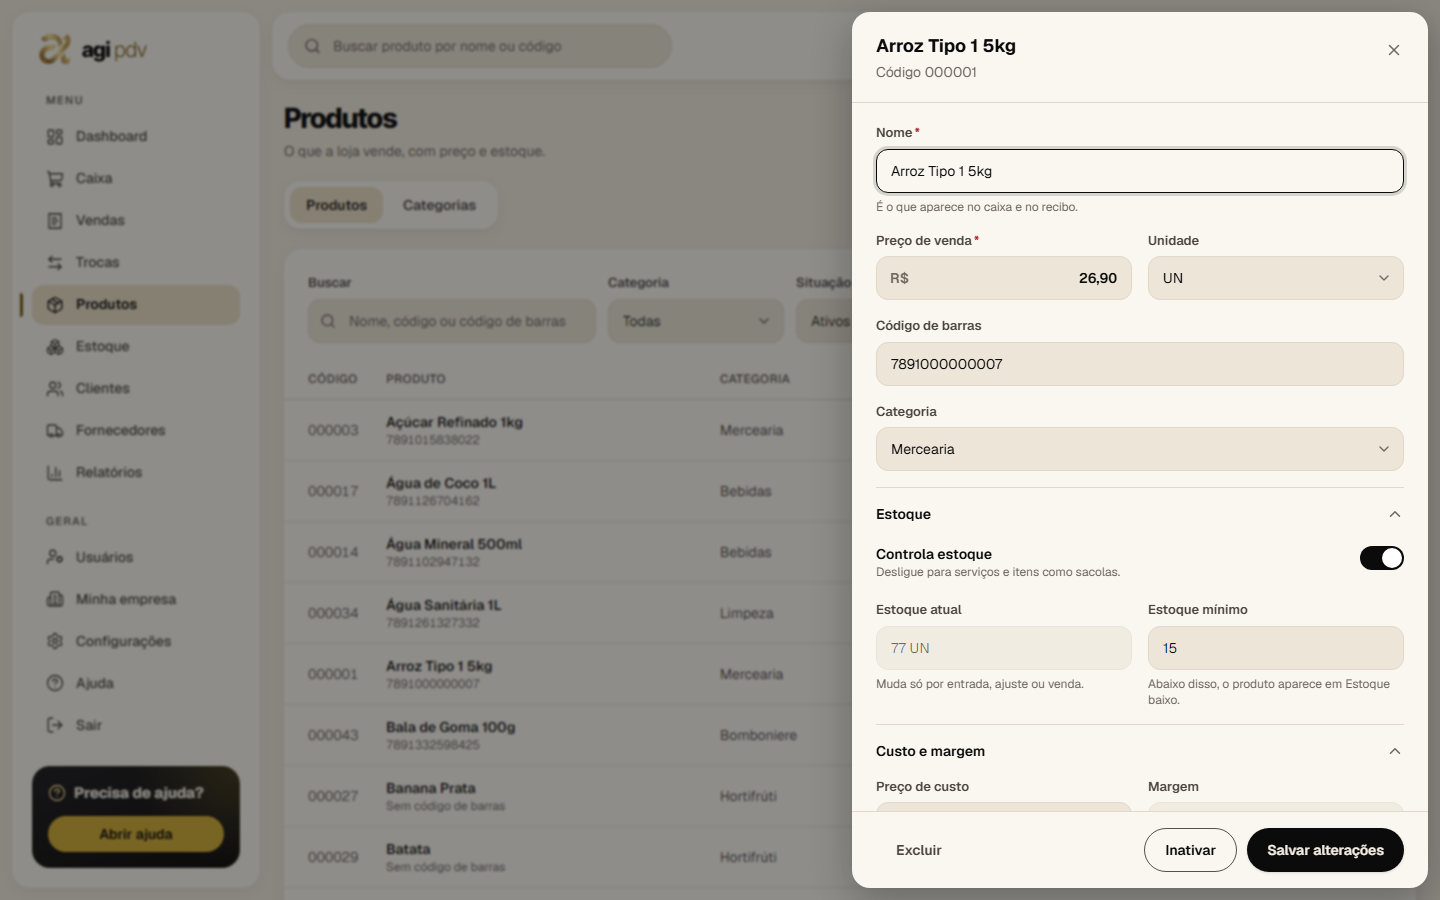 agi pdv
MENU
Dashboard
Caixa
Vendas
Trocas
Produtos
Estoque
Clientes
Fornecedores
Relatórios
GERAL
Usuários
Minha empresa
Configurações
Ajuda
Sair
Precisa de ajuda?
Abrir ajuda
Buscar produto por nome ou código
Produtos
O que a loja vende, com preço e estoque.
Produtos Categorias
Buscar Categoria Situação
Nome, código ou código de barras Todas Ativos
CÓDIGO PRODUTO CATEGORIA
000003 Açúcar Refinado 1kg Mercearia
7891015838022
000017 Água de Coco 1L Bebidas
7891126704162
000014 Água Mineral 500ml Bebidas
7891102947132
000034 Água Sanitária 1L Limpeza
7891261327332
000001 Arroz Tipo 1 5kg Mercearia
7891000000007
000043 Bala de Goma 100g Bomboniere
7891332598425
000027 Banana Prata Hortifrúti
Sem código de barras
000029 Batata Hortifrúti
Sem código de barras
Arroz Tipo 1 5kg
Código 000001
Nome *
Arroz Tipo 1 5kg
É o que aparece no caixa e no recibo.
Preço de venda * Unidade
R$ 26,90 UN
Código de barras
7891000000007
Categoria
Mercearia
Estoque
Controla estoque
Desligue para serviços e itens como sacolas.
Estoque atual Estoque mínimo
77 UN 15
Muda só por entrada, ajuste ou venda. Abaixo disso, o produto aparece em Estoque
baixo.
Custo e margem
Preço de custo Margem
Excluir Inativar Salvar alterações